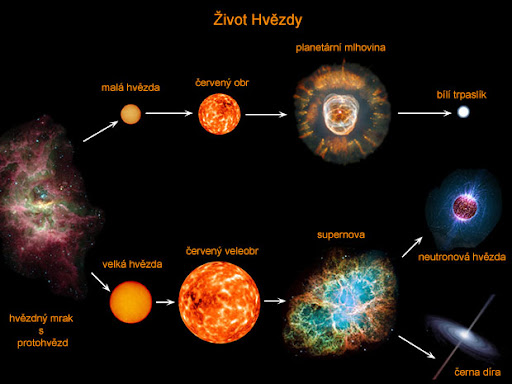 Život Hvězdy
planetární mlhovina
malá hvězda
červený obr
bílí trpaslík
velká hvězda
červený veleobr
supernova
neutronová hvězda
hvězdný mrak
s
protohvězd
černa díra